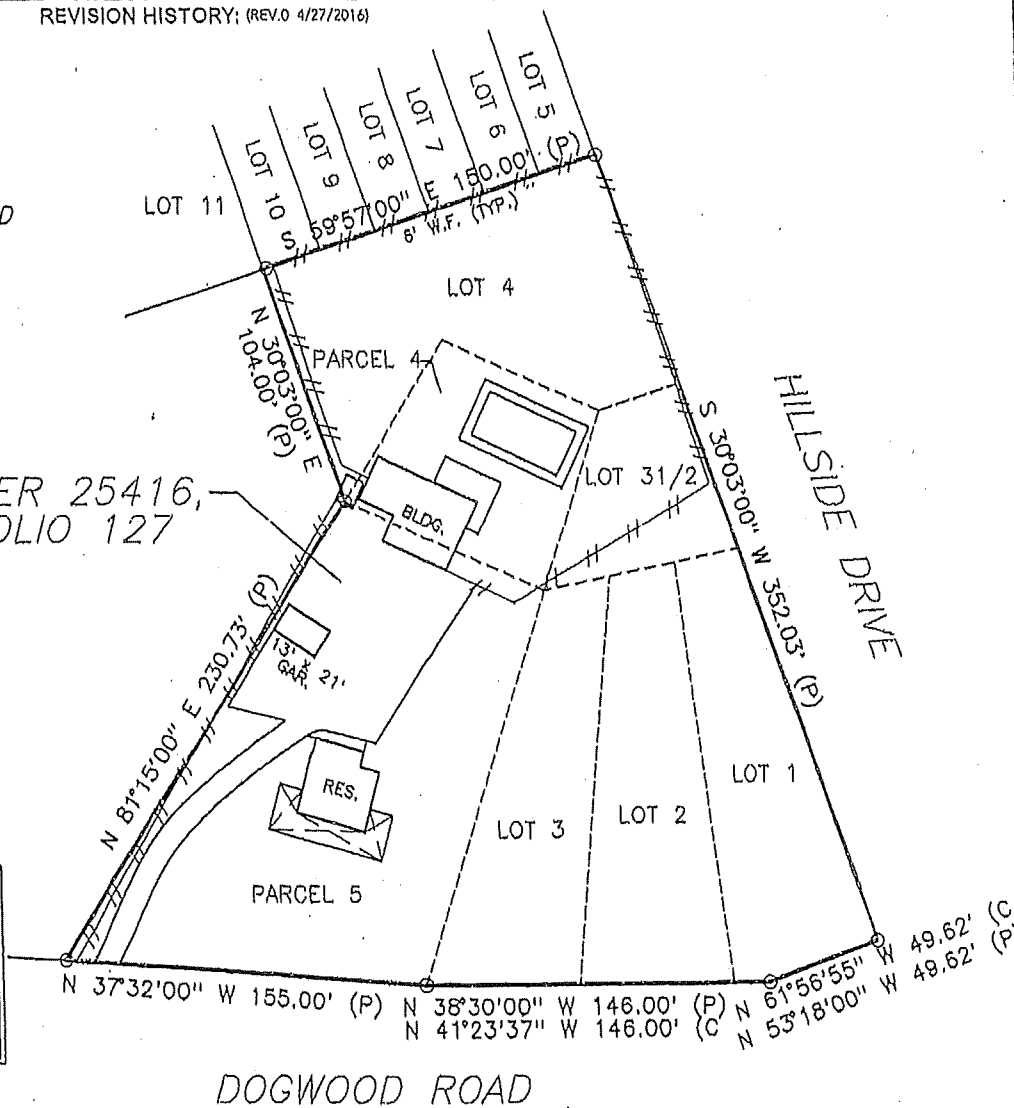 REVISION HISTORY: (REV.0 4/27/2016)
LOT 5
LOT 6
LOT 7
LOT 8
LOT 9
LOT 10
LOT 11
S 59°57'00" E 150.00' (P)
6' W.F. (TYP.)
D
LOT 4
N 30°03'00" E
104.00' (P)
PARCEL 4
HILLSIDE DRIVE
S 30°03'00" W 352.03' (P)
LOT 31/2
ER 25416,
OLIO 127
BLDG.
N 81°15'00" E 230.73' (P)
13' x 21'
GAR.
RES.
LOT 1
LOT 2
LOT 3
PARCEL 5
N 37°32'00" W 155.00' (P)
N 38°30'00" W 146.00' (P)
N 41°23'37" W 146.00' (C
N 61°56'55" W 49.62' (C
N 53°18'00" W 49.62' (P)
DOGWOOD ROAD